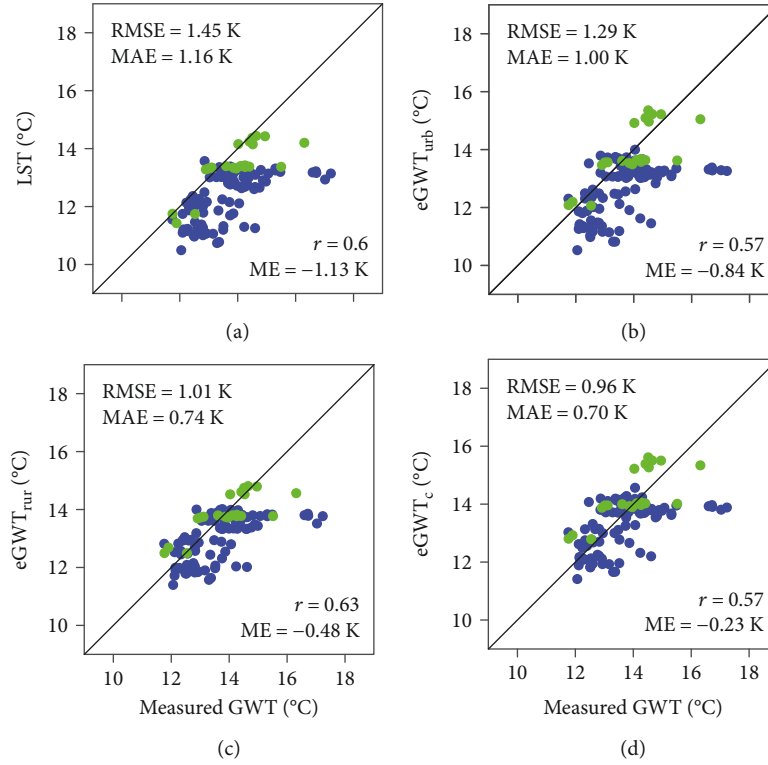 18
16
14
12
10
LST (°C)
RMSE = 1.45 K
MAE = 1.16 K
r = 0.6
ME = −1.13 K
(a)
18
16
14
12
10
eGWTurb (°C)
RMSE = 1.29 K
MAE = 1.00 K
r = 0.57
ME = −0.84 K
(b)
18
16
14
12
10
eGWTrur (°C)
RMSE = 1.01 K
MAE = 0.74 K
r = 0.63
ME = −0.48 K
10 12 14 16 18
Measured GWT (°C)
(c)
18
16
14
12
10
eGWTc (°C)
RMSE = 0.96 K
MAE = 0.70 K
r = 0.57
ME = −0.23 K
10 12 14 16 18
Measured GWT (°C)
(d)